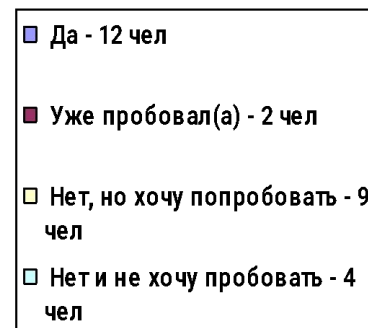 Да - 12 чел
Уже пробовал(а) - 2 чел
Нет, но хочу попробовать - 9
чел
Нет и не хочу пробовать - 4
чел